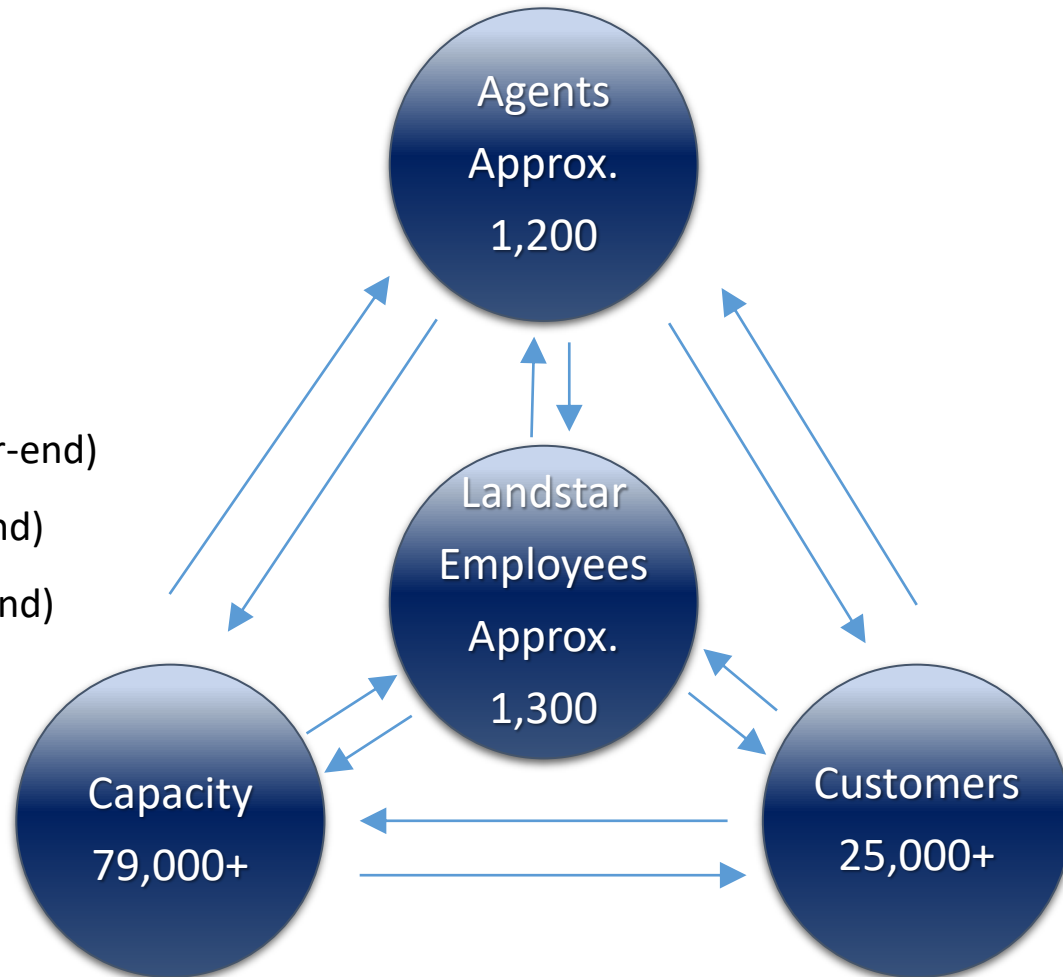 Agents
Approx.
1,200
r-end)
nd)
nd)
Landstar
Employees
Approx.
1,300
Capacity
79,000+
Customers
25,000+